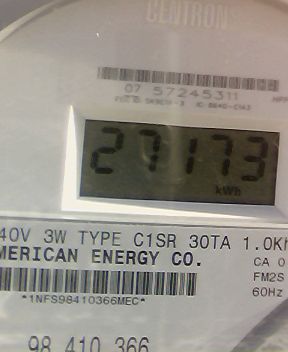 CENTRON
07 57245311
27173
kWh
40V 3W TYPE C1SR 30TA 1.0Kh
MERICAN ENERGY CO.
CA 0
FM2S
60Hz
*1NFS98410366MEC*
98 410 366